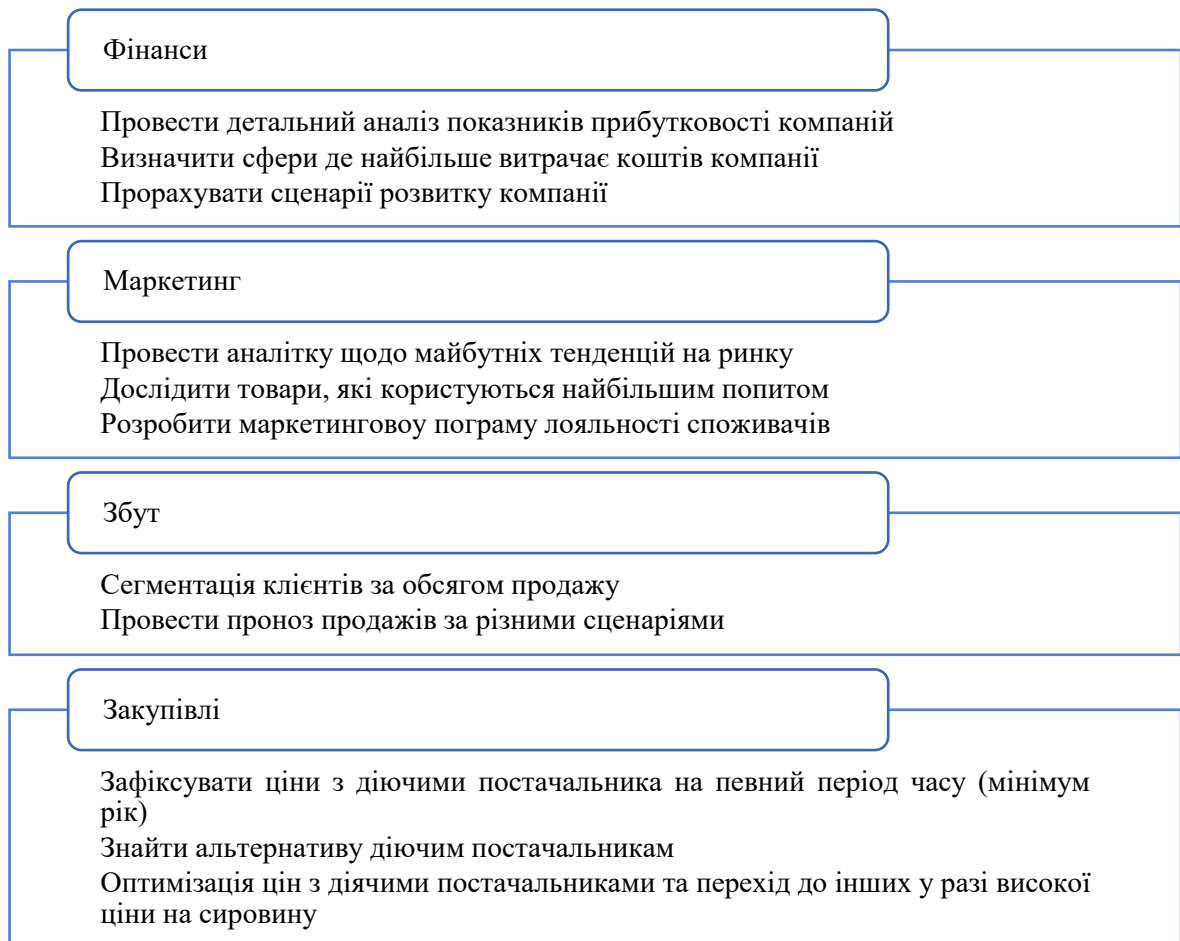 Фінанси
Провести детальний аналіз показників прибутковості компаній
Визначити сфери де найбільше витрачає коштів компанії
Прорахувати сценарії розвитку компанії
Маркетинг
Провести аналітку щодо майбутніх тенденцій на ринку
Дослідити товари, які користуються найбільшим попитом
Розробити маркетинговоу пограму лояльності споживачів
Збут
Сегментація клієнтів за обсягом продажу
Провести проноз продажів за різними сценаріями
Закупівлі
Зафіксувати ціни з діючими постачальника на певний період часу (мінімум
рік)
Знайти альтернативу діючим постачальникам
Оптимізація цін з діячими постачальниками та перехід до інших у разі високої
ціни на сировину